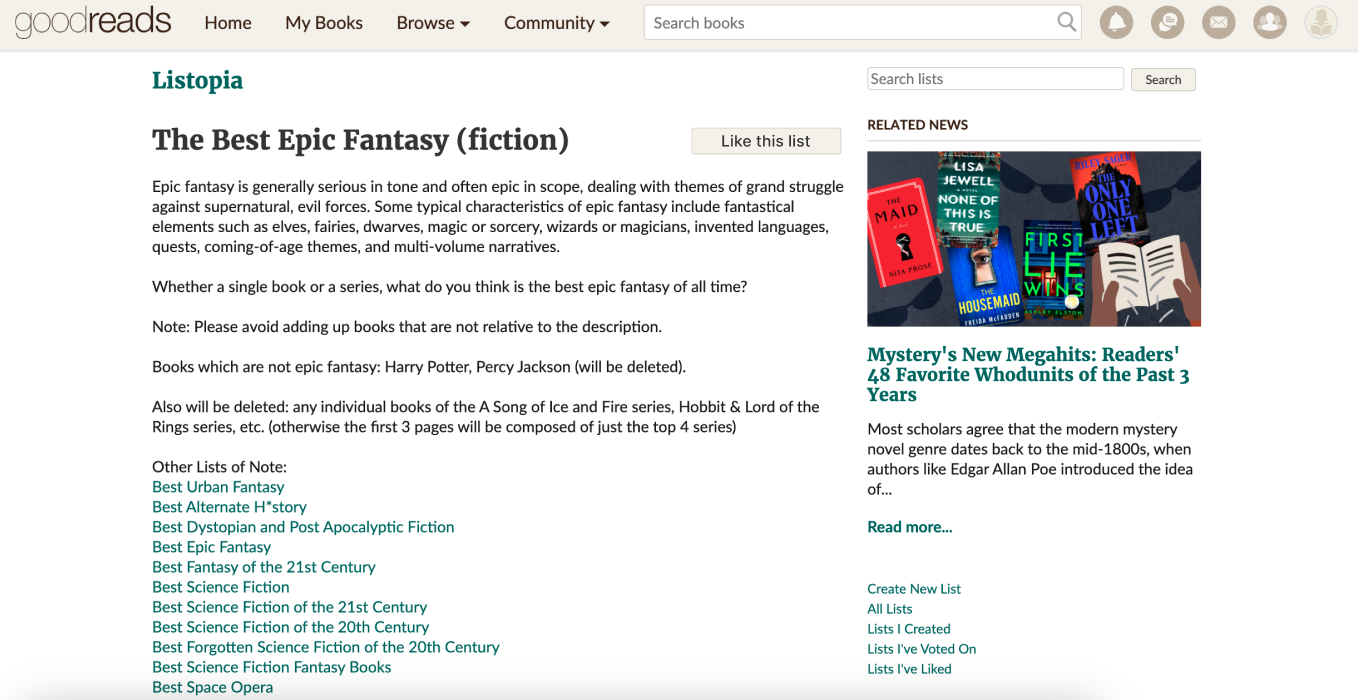 goodreads
Home
My Books
Browse
Community
Search books
Listopia
The Best Epic Fantasy (fiction)
Like this list
Epic fantasy is generally serious in tone and often epic in scope, dealing with themes of grand struggle
against supernatural, evil forces. Some typical characteristics of epic fantasy include fantastical
elements such as elves, fairies, dwarves, magic or sorcery, wizards or magicians, invented languages,
quests, coming-of-age themes, and multi-volume narratives.
Whether a single book or a series, what do you think is the best epic fantasy of all time?
Note: Please avoid adding up books that are not relative to the description.
Books which are not epic fantasy: Harry Potter, Percy Jackson (will be deleted).
Also will be deleted: any individual books of the A Song of Ice and Fire series, Hobbit & Lord of the
Rings series, etc. (otherwise the first 3 pages will be composed of just the top 4 series)
Other Lists of Note:
Best Urban Fantasy
Best Alternate H*story
Best Dystopian and Post Apocalyptic Fiction
Best Epic Fantasy
Best Fantasy of the 21st Century
Best Science Fiction
Best Science Fiction of the 21st Century
Best Science Fiction of the 20th Century
Best Forgotten Science Fiction of the 20th Century
Best Science Fiction Fantasy Books
Best Space Opera
Search lists
Search
RELATED NEWS
THE
MAID
NITA PROSE
LISA
JEWELL
NONE OF
THIS IS
TRUE
THE
HOUSEMAID
FREIDA McFADDEN
FIRST
LIE
WINS
ASHLEY ELSTON
RILEY SAGER
THE
ONLY
ONE
LEFT
Mystery's New Megahits: Readers'
48 Favorite Whodunits of the Past 3
Years
Most scholars agree that the modern mystery
novel genre dates back to the mid-1800s, when
authors like Edgar Allan Poe introduced the idea
of...
Read more...
Create New List
All Lists
Lists I Created
Lists I've Voted On
Lists I've Liked